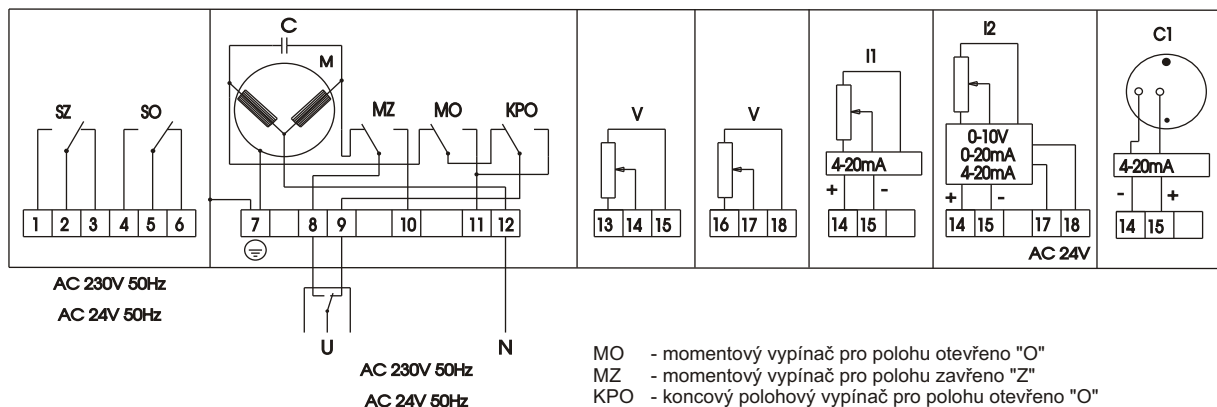 C
M
SZ SO MZ MO KPO V V I1 I2 C1
0-10V
0-20mA
4-20mA
4-20mA
4-20mA
+ -
+ -
- +
1 2 3 4 5 6 7 8 9 10 11 12 13 14 15 16 17 18 14 15 14 15 17 18 14 15
AC 24V
AC 230V 50Hz
AC 24V 50Hz
U N
AC 230V 50Hz
AC 24V 50Hz
MO - momentový vypínač pro polohu otevřeno "O"
MZ - momentový vypínač pro polohu zavřeno "Z"
KPO - koncový polohový vypínač pro polohu otevřeno "O"